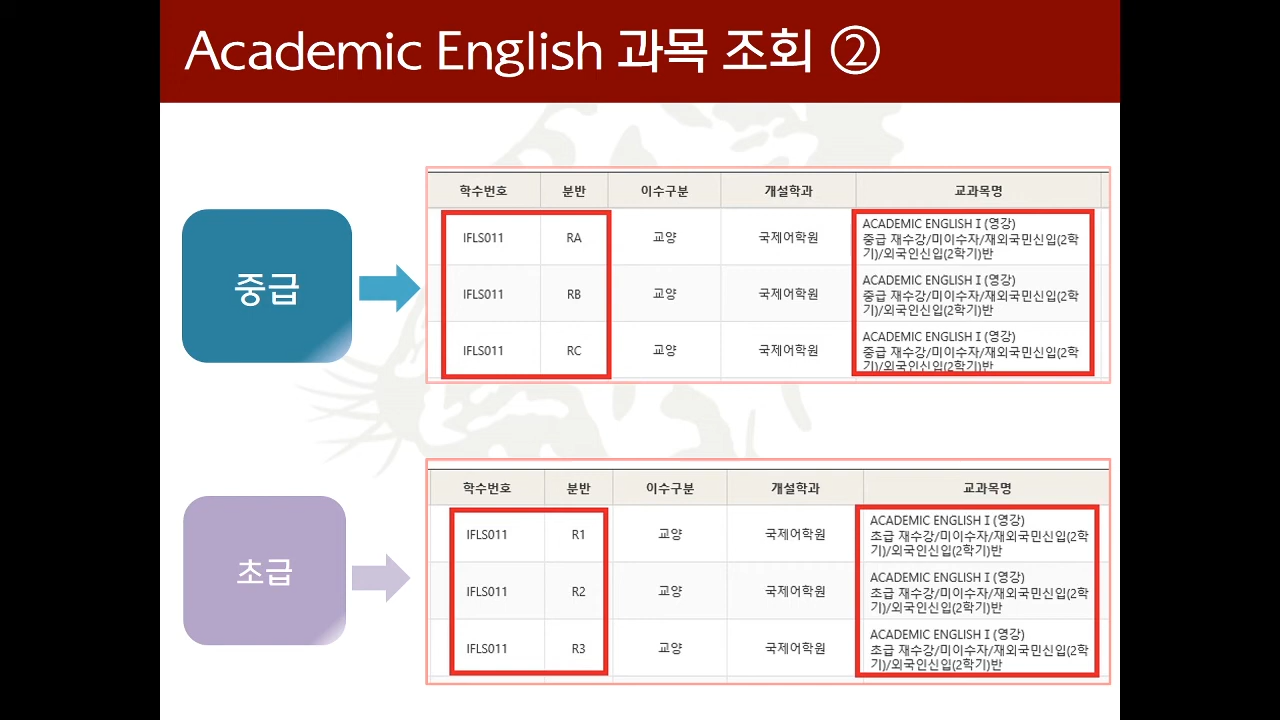 Academic English 과목 조회 ②
중급
학수번호 분반 이수구분 개설학과 교과목명
IFLS011 RA 교양 국제어학원 ACADEMIC ENGLISH I (영강)
중급 재수강/미이수자/재외국민신입(2학
기)/외국인신입(2학기)반
IFLS011 RB 교양 국제어학원 ACADEMIC ENGLISH I (영강)
중급 재수강/미이수자/재외국민신입(2학
기)/외국인신입(2학기)반
IFLS011 RC 교양 국제어학원 ACADEMIC ENGLISH I (영강)
중급 재수강/미이수자/재외국민신입(2학
기)/외국인신입(2학기)반
초급
학수번호 분반 이수구분 개설학과 교과목명
IFLS011 R1 교양 국제어학원 ACADEMIC ENGLISH I (영강)
초급 재수강/미이수자/재외국민신입(2학
기)/외국인신입(2학기)반
IFLS011 R2 교양 국제어학원 ACADEMIC ENGLISH I (영강)
초급 재수강/미이수자/재외국민신입(2학
기)/외국인신입(2학기)반
IFLS011 R3 교양 국제어학원 ACADEMIC ENGLISH I (영강)
초급 재수강/미이수자/재외국민신입(2학
기)/외국인신입(2학기)반